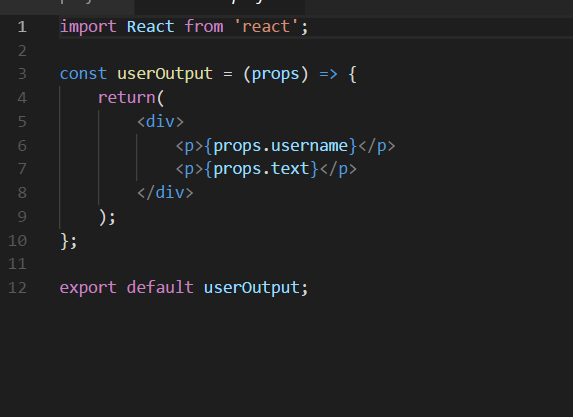 1 import React from 'react';
2
3 const userOutput = (props) => {
4     return(
5         <div>
6             <p>{props.username}</p>
7             <p>{props.text}</p>
8         </div>
9     );
10 };
11
12 export default userOutput;